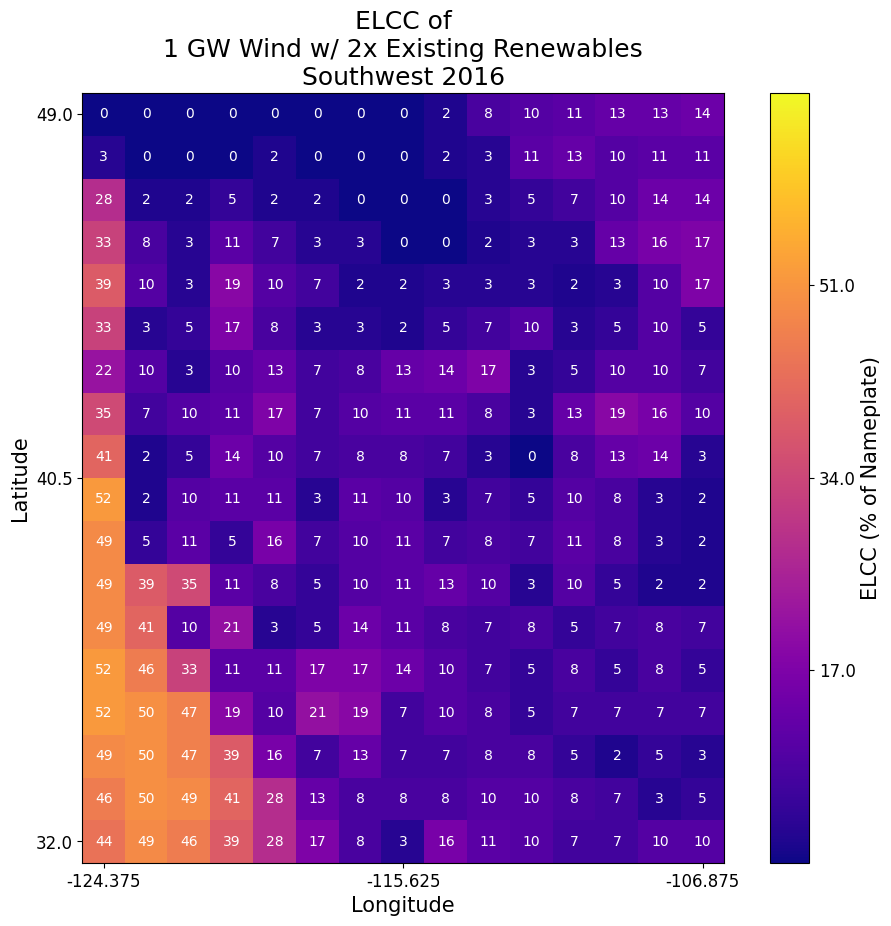 ELCC of
1 GW Wind w/ 2x Existing Renewables
Southwest 2016
49.0
0 0 0 0 0 0 0 0 2 8 10 11 13 13 14
3 0 0 0 2 0 0 0 2 3 11 13 10 11 11
28 2 2 5 2 2 0 0 0 3 5 7 10 14 14
33 8 3 11 7 3 3 0 0 2 3 3 13 16 17
39 10 3 19 10 7 2 2 3 3 3 2 3 10 17
33 3 5 17 8 3 3 2 5 7 10 3 5 10 5
22 10 3 10 13 7 8 13 14 17 3 5 10 10 7
35 7 10 11 17 7 10 11 11 8 3 13 19 16 10
41 2 5 14 10 7 8 8 7 3 0 8 13 14 3
40.5
52 2 10 11 11 3 11 10 3 7 5 10 8 3 2
49 5 11 5 16 7 10 11 7 8 7 11 8 3 2
49 39 35 11 8 5 10 11 13 10 3 10 5 2 2
49 41 10 21 3 5 14 11 8 7 8 5 7 8 7
52 46 33 11 11 17 17 14 10 7 5 8 5 8 5
52 50 47 19 10 21 19 7 10 8 5 7 7 7 7
49 50 47 39 16 7 13 7 7 8 8 5 2 5 3
46 50 49 41 28 13 8 8 8 10 10 8 7 3 5
32.0
44 49 46 39 28 17 8 3 16 11 10 7 7 10 10
-124.375 -115.625 -106.875
Longitude
Latitude
51.0
34.0
17.0
ELCC (% of Nameplate)